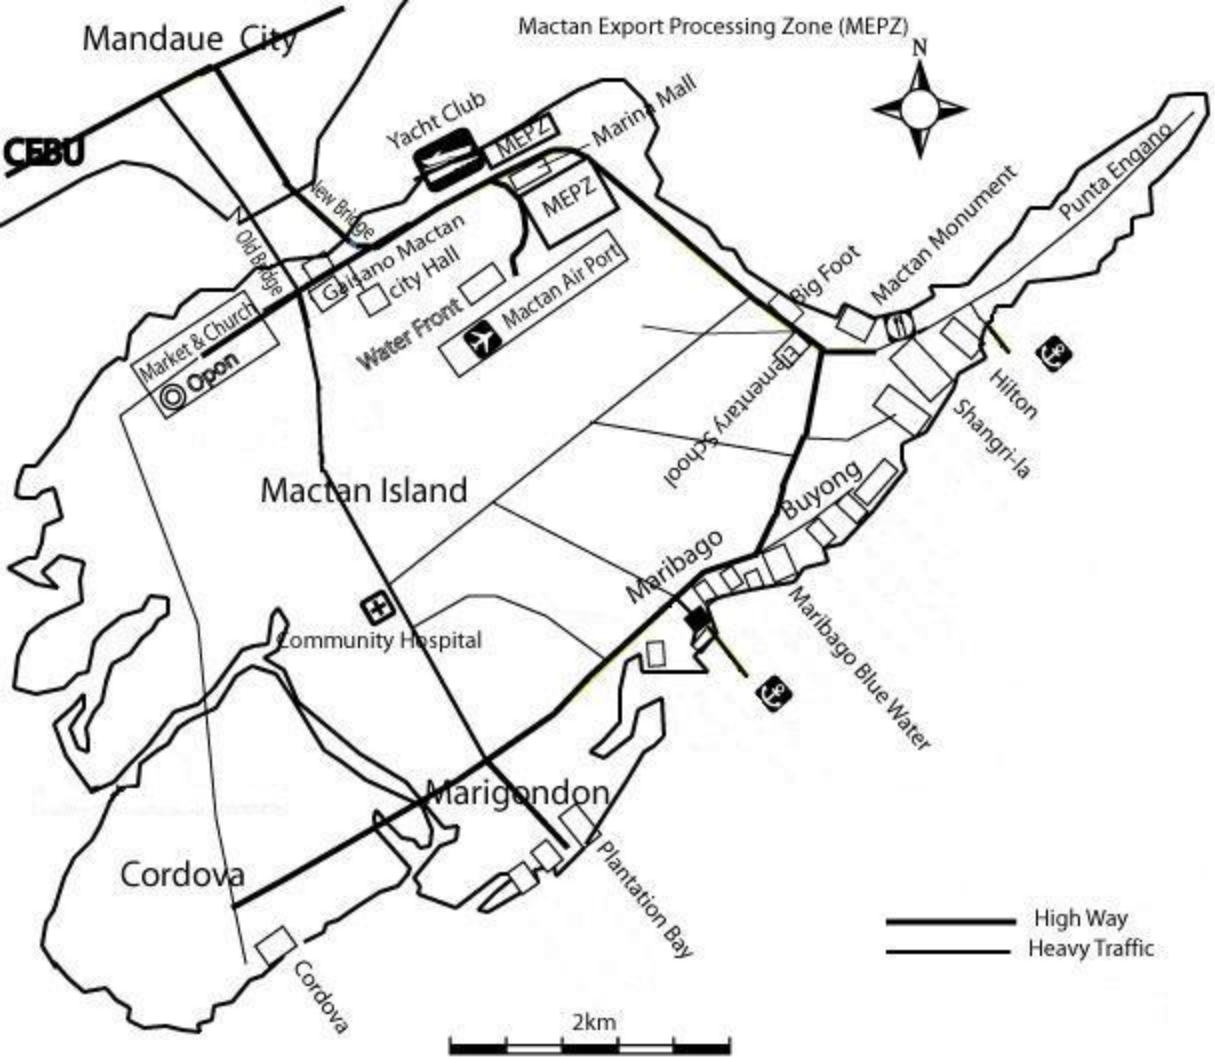 Mactan Export Processing Zone (MEPZ)
Mandaue City
N
CEBU
Yacht Club
MEPZ
Marina Mall
MEPZ
New Bridge
Old Bridge
Gaisano Mactan
city Hall
Water Front
Mactan Air Port
Market & Church
Opon
Big Foot
Mactan Monument
Punta Engano
Elementary School
Hilton
Shangri-la
Mactan Island
Buyong
Maribago
Maribago Blue Water
Community Hospital
Marigondon
Cordova
Plantation Bay
Cordova
High Way
Heavy Traffic
2km